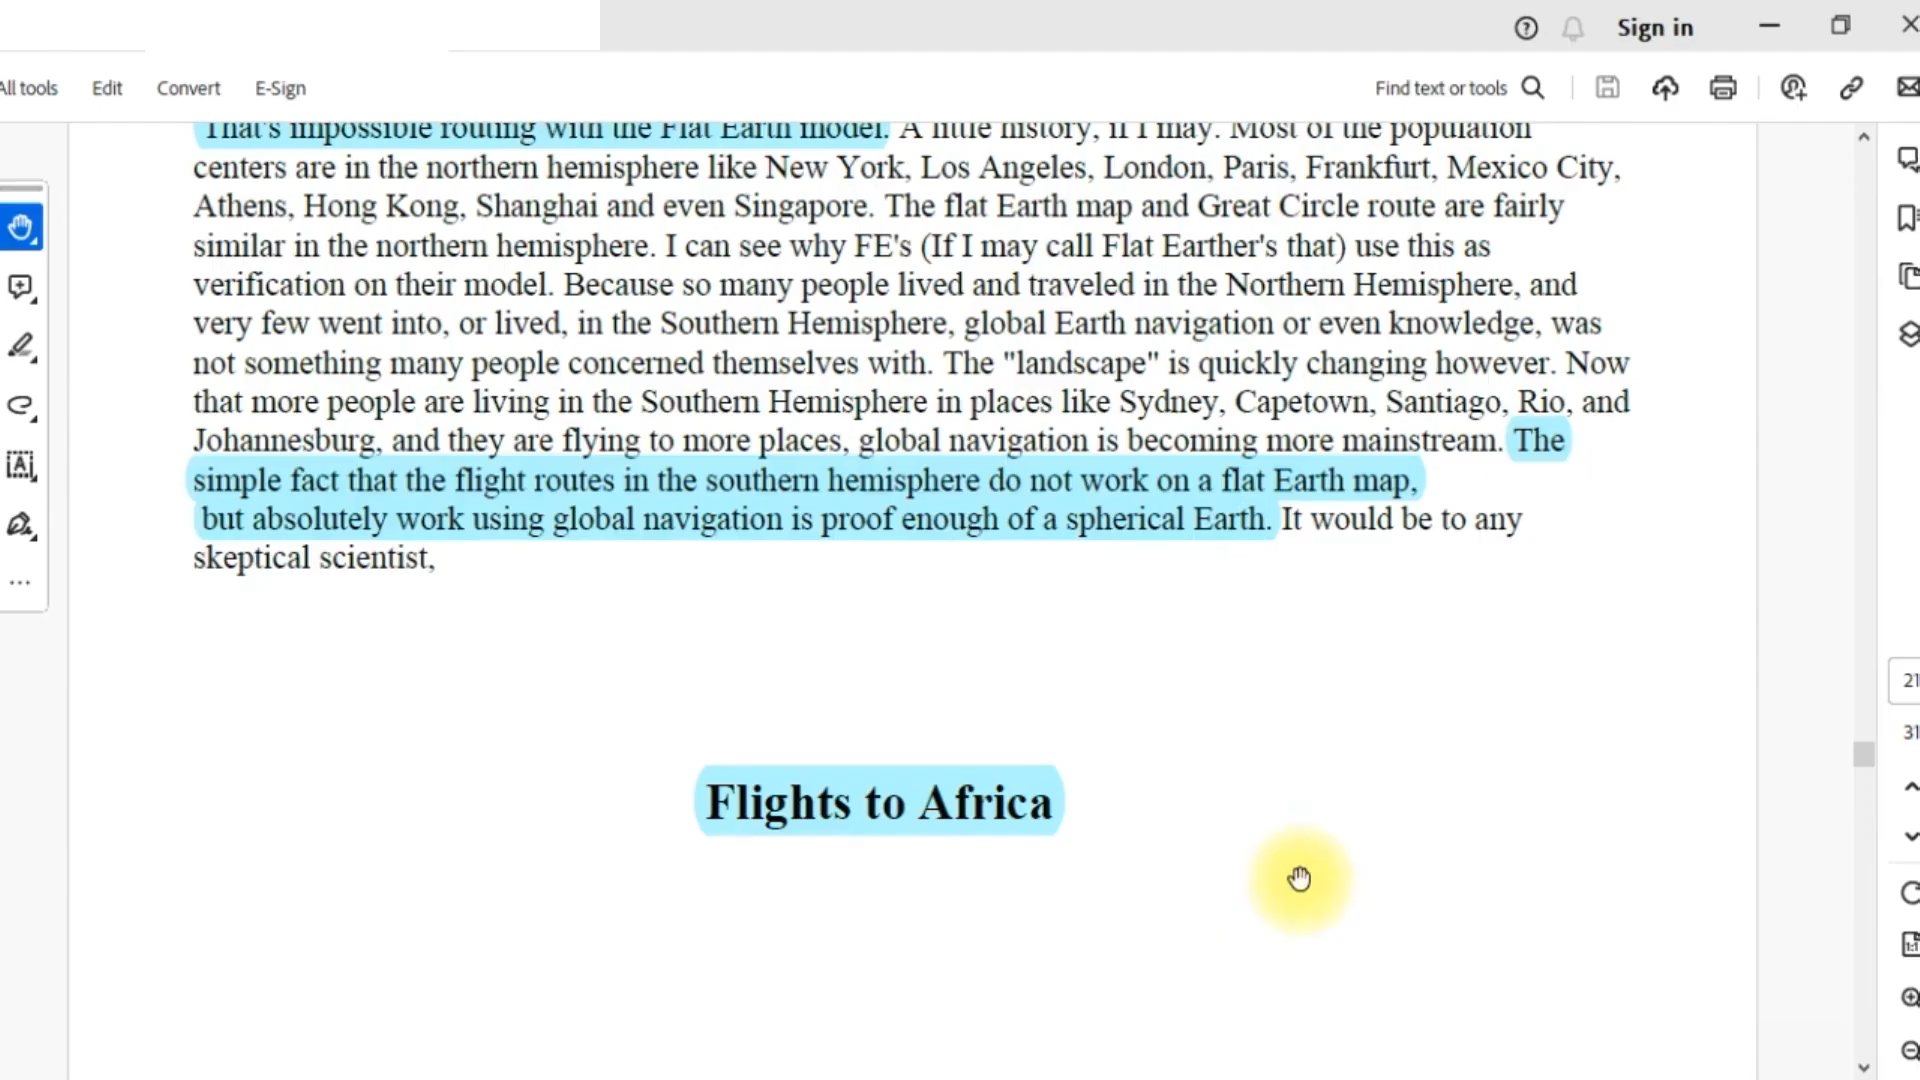 Sign in
All tools Edit Convert E-Sign Find text or tools
That's impossible routing with the Flat Earth model. A little history, if I may. Most of the population
centers are in the northern hemisphere like New York, Los Angeles, London, Paris, Frankfurt, Mexico City,
Athens, Hong Kong, Shanghai and even Singapore. The flat Earth map and Great Circle route are fairly
similar in the northern hemisphere. I can see why FE's (If I may call Flat Earther's that) use this as
verification on their model. Because so many people lived and traveled in the Northern Hemisphere, and
very few went into, or lived, in the Southern Hemisphere, global Earth navigation or even knowledge, was
not something many people concerned themselves with. The "landscape" is quickly changing however. Now
that more people are living in the Southern Hemisphere in places like Sydney, Capetown, Santiago, Rio, and
Johannesburg, and they are flying to more places, global navigation is becoming more mainstream. The
simple fact that the flight routes in the southern hemisphere do not work on a flat Earth map,
but absolutely work using global navigation is proof enough of a spherical Earth. It would be to any
skeptical scientist,
Flights to Africa